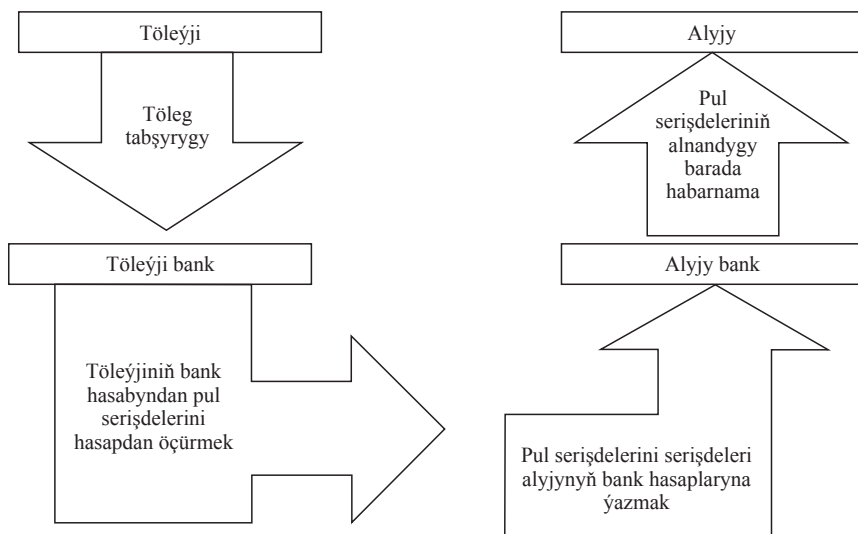 Töleýji
Töleg
tabşyrygy
Töleýji bank
Töleýjiniň bank
hasabyndan pul
serişdelerini
hasapdan öçürmek
Alyjy
Pul
serişdeleriniň
alnandygy
barada
habarnama
Alyjy bank
Pul serişdelerini serişdeleri
alyjynyň bank hasaplaryna
ýazmak